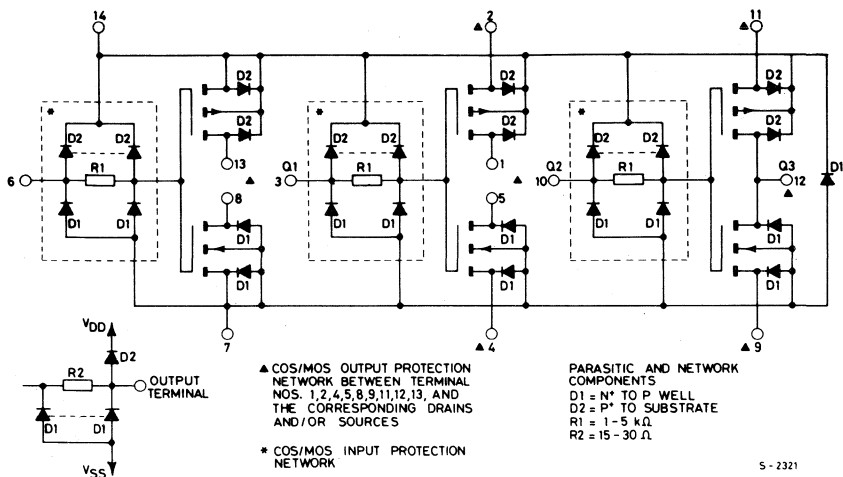 14
2
11
D2
D2
D2
D2
D2
D2
*
*
*
D2
D2
D2
D2
D2
D2
6
R1
13
Q1
3
R1
1
Q2
10
R1
Q3
12
D1
8
5
D1
D1
D1
D1
D1
D1
D1
D1
D1
D1
D1
D1
7
▲ 4
▲ 9
VDD
D2
R2
OUTPUT
TERMINAL
D1
D1
VSS
▲ COS/MOS OUTPUT PROTECTION
NETWORK BETWEEN TERMINAL
NOS. 1,2,4,5,8,9,11,12,13, AND
THE CORRESPONDING DRAINS
AND/OR SOURCES
* COS/MOS INPUT PROTECTION
NETWORK
PARASITIC AND NETWORK
COMPONENTS
D1 = N+ TO P WELL
D2 = P+ TO SUBSTRATE
R1 = 1-5 kΩ
R2 = 15-30 Ω
S - 2321